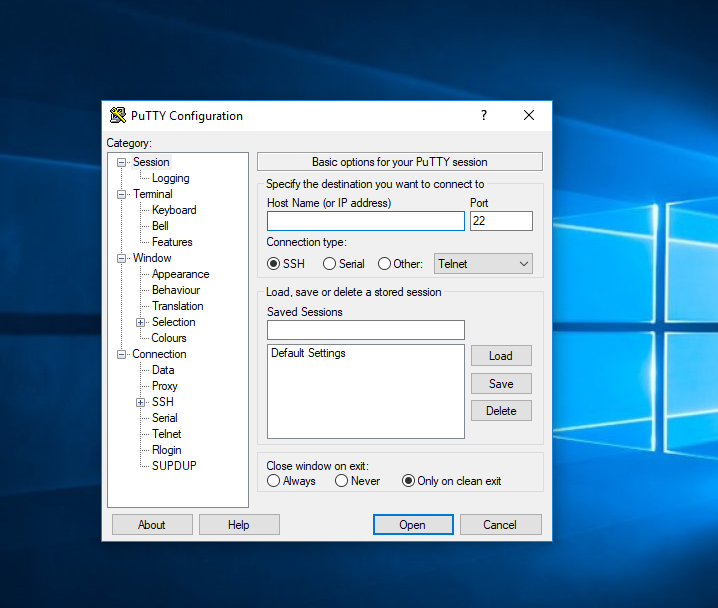 PuTTY Configuration
?
Category:
Session
Logging
Terminal
Keyboard
Bell
Features
Window
Appearance
Behaviour
Translation
Selection
Colours
Connection
Data
Proxy
SSH
Serial
Telnet
Rlogin
SUPDUP
Basic options for your PuTTY session
Specify the destination you want to connect to
Host Name (or IP address) Port
22
Connection type:
SSH Serial Other: Telnet
Load, save or delete a stored session
Saved Sessions
Default Settings
Load
Save
Delete
Close window on exit:
Always Never Only on clean exit
About Help Open Cancel